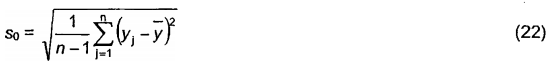 s₀ = √(1/(n−1) ∑_{j=1}^{n} (y_j − ȳ)²) (22)